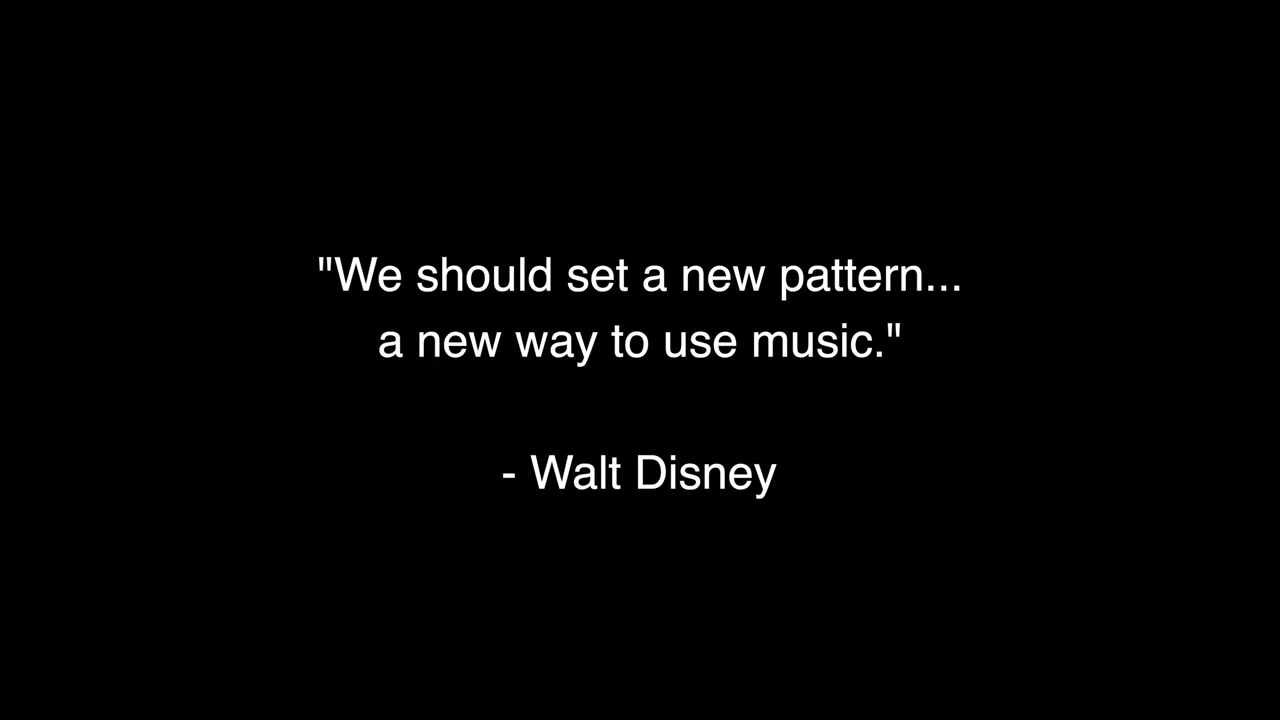 "We should set a new pattern...
a new way to use music."
- Walt Disney